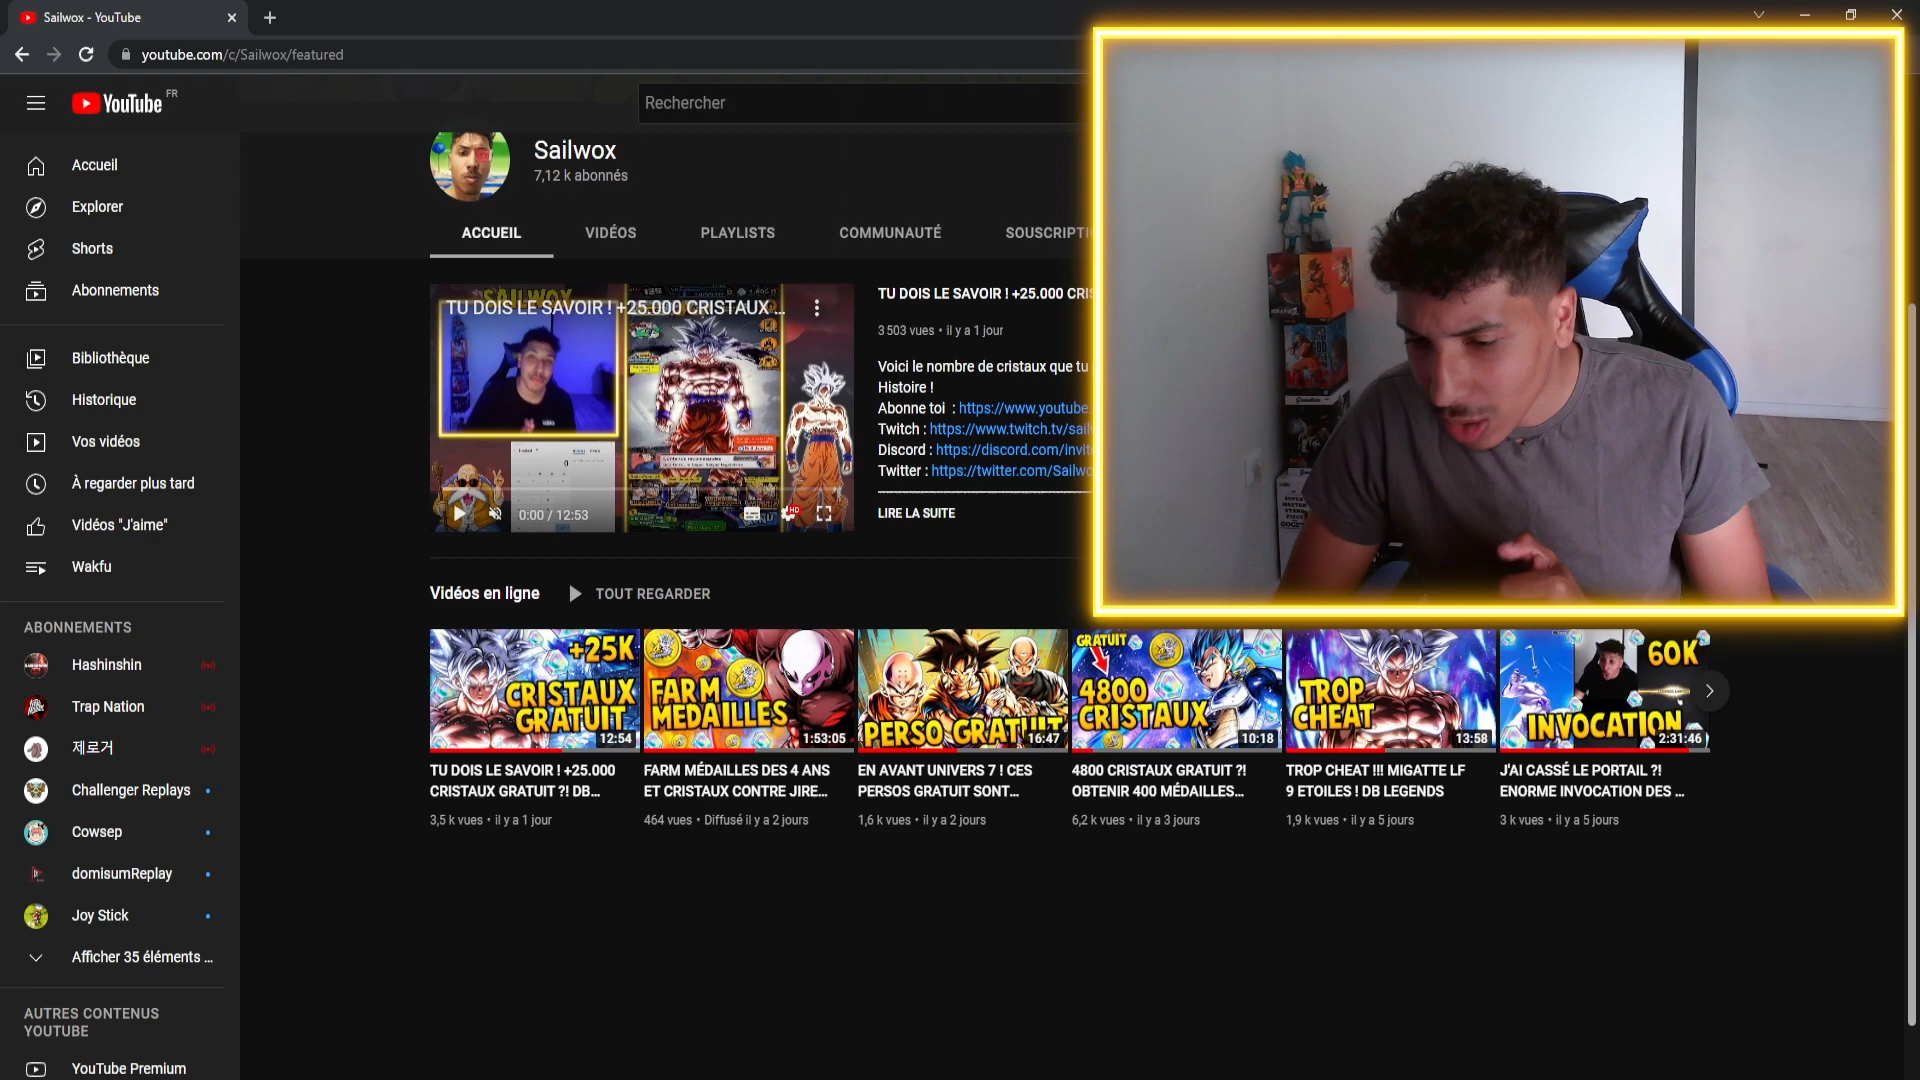 Sailwox - YouTube
youtube.com/c/Sailwox/featured
YouTube FR
Rechercher
Accueil
Explorer
Shorts
Abonnements
Bibliothèque
Historique
Vos vidéos
À regarder plus tard
Vidéos "J'aime"
Wakfu
ABONNEMENTS
Hashinshin
Trap Nation
제로거
Challenger Replays
Cowsep
domisumReplay
Joy Stick
Afficher 35 éléments ...
AUTRES CONTENUS
YOUTUBE
YouTube Premium
Sailwox
7,12 k abonnés
ACCUEIL
VIDÉOS
PLAYLISTS
COMMUNAUTÉ
SOUSCRIPTI
SAILWOX
TU DOIS LE SAVOIR ! +25.000 CRISTAUX ...
0:00 / 12:53
HD
TU DOIS LE SAVOIR ! +25.000 CRIS
3 503 vues • il y a 1 jour
Voici le nombre de cristaux que tu
Histoire !
Abonne toi : https://www.youtube.
Twitch : https://www.twitch.tv/sail
Discord : https://discord.com/invit
Twitter : https://twitter.com/Sailwo
LIRE LA SUITE
Vidéos en ligne
TOUT REGARDER
+25K
CRISTAUX
GRATUIT
12:54
TU DOIS LE SAVOIR ! +25.000
CRISTAUX GRATUIT ?! DB...
3,5 k vues • il y a 1 jour
FARM
MEDAILLES
1:53:05
FARM MÉDAILLES DES 4 ANS
ET CRISTAUX CONTRE JIRE...
464 vues • Diffusé il y a 2 jours
PERSO GRATUIT
16:47
EN AVANT UNIVERS 7 ! CES
PERSOS GRATUIT SONT...
1,6 k vues • il y a 2 jours
GRATUIT
4800
CRISTAUX
10:18
4800 CRISTAUX GRATUIT ?!
OBTENIR 400 MÉDAILLES...
6,2 k vues • il y a 3 jours
TROP
CHEAT
13:58
TROP CHEAT !!! MIGATTE LF
9 ETOILES ! DB LEGENDS
1,9 k vues • il y a 5 jours
60K
INVOCATION
2:31:46
J'AI CASSÉ LE PORTAIL ?!
ENORME INVOCATION DES ...
3 k vues • il y a 5 jours